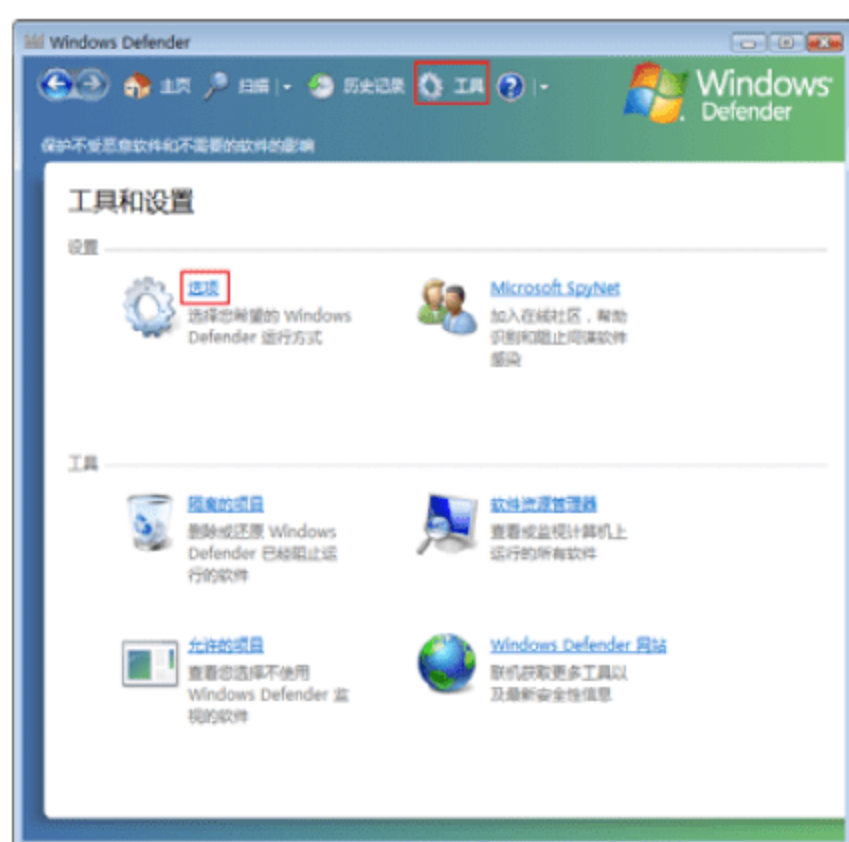 Windows Defender
主页 扫描 历史记录 工具
Windows
Defender
保护不受恶意软件和不需要的软件的影响
工具和设置
设置
选项
选择您希望的 Windows
Defender 运行方式
Microsoft SpyNet
加入在线社区，帮助
识别和阻止间谍软件
感染
工具
隔离的项目
删除或还原 Windows
Defender 已经阻止运
行的软件
软件资源管理器
查看或监视计算机上
运行的所有软件
允许的项目
查看您选择不使用
Windows Defender 监
视的软件
Windows Defender 网站
联机获取更多工具以
及最新安全性信息